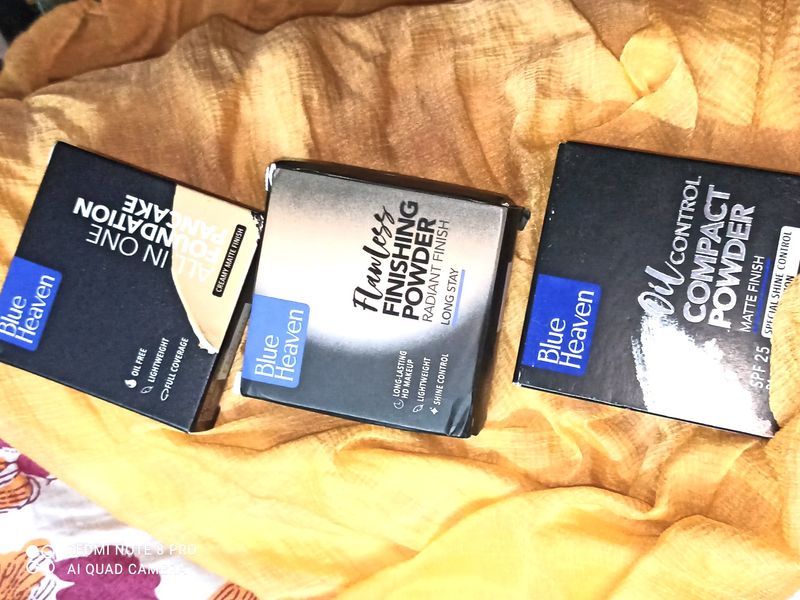 Blue
Heaven
ALL IN ONE
FOUNDATION
PANCAKE
CREAMY MATTE FINISH
OIL FREE
LIGHTWEIGHT
FULL COVERAGE
Blue
Heaven
Flawless
FINISHING
POWDER
RADIANT FINISH
LONG STAY
LONG-LASTING
HD MAKEUP
LIGHTWEIGHT
SHINE CONTROL
Blue
Heaven
Oil CONTROL
COMPACT
POWDER
MATTE FINISH
SPECIAL SHINE CONTROL
SPF 25
REDMI NOTE 8 PRO
AI QUAD CAMERA